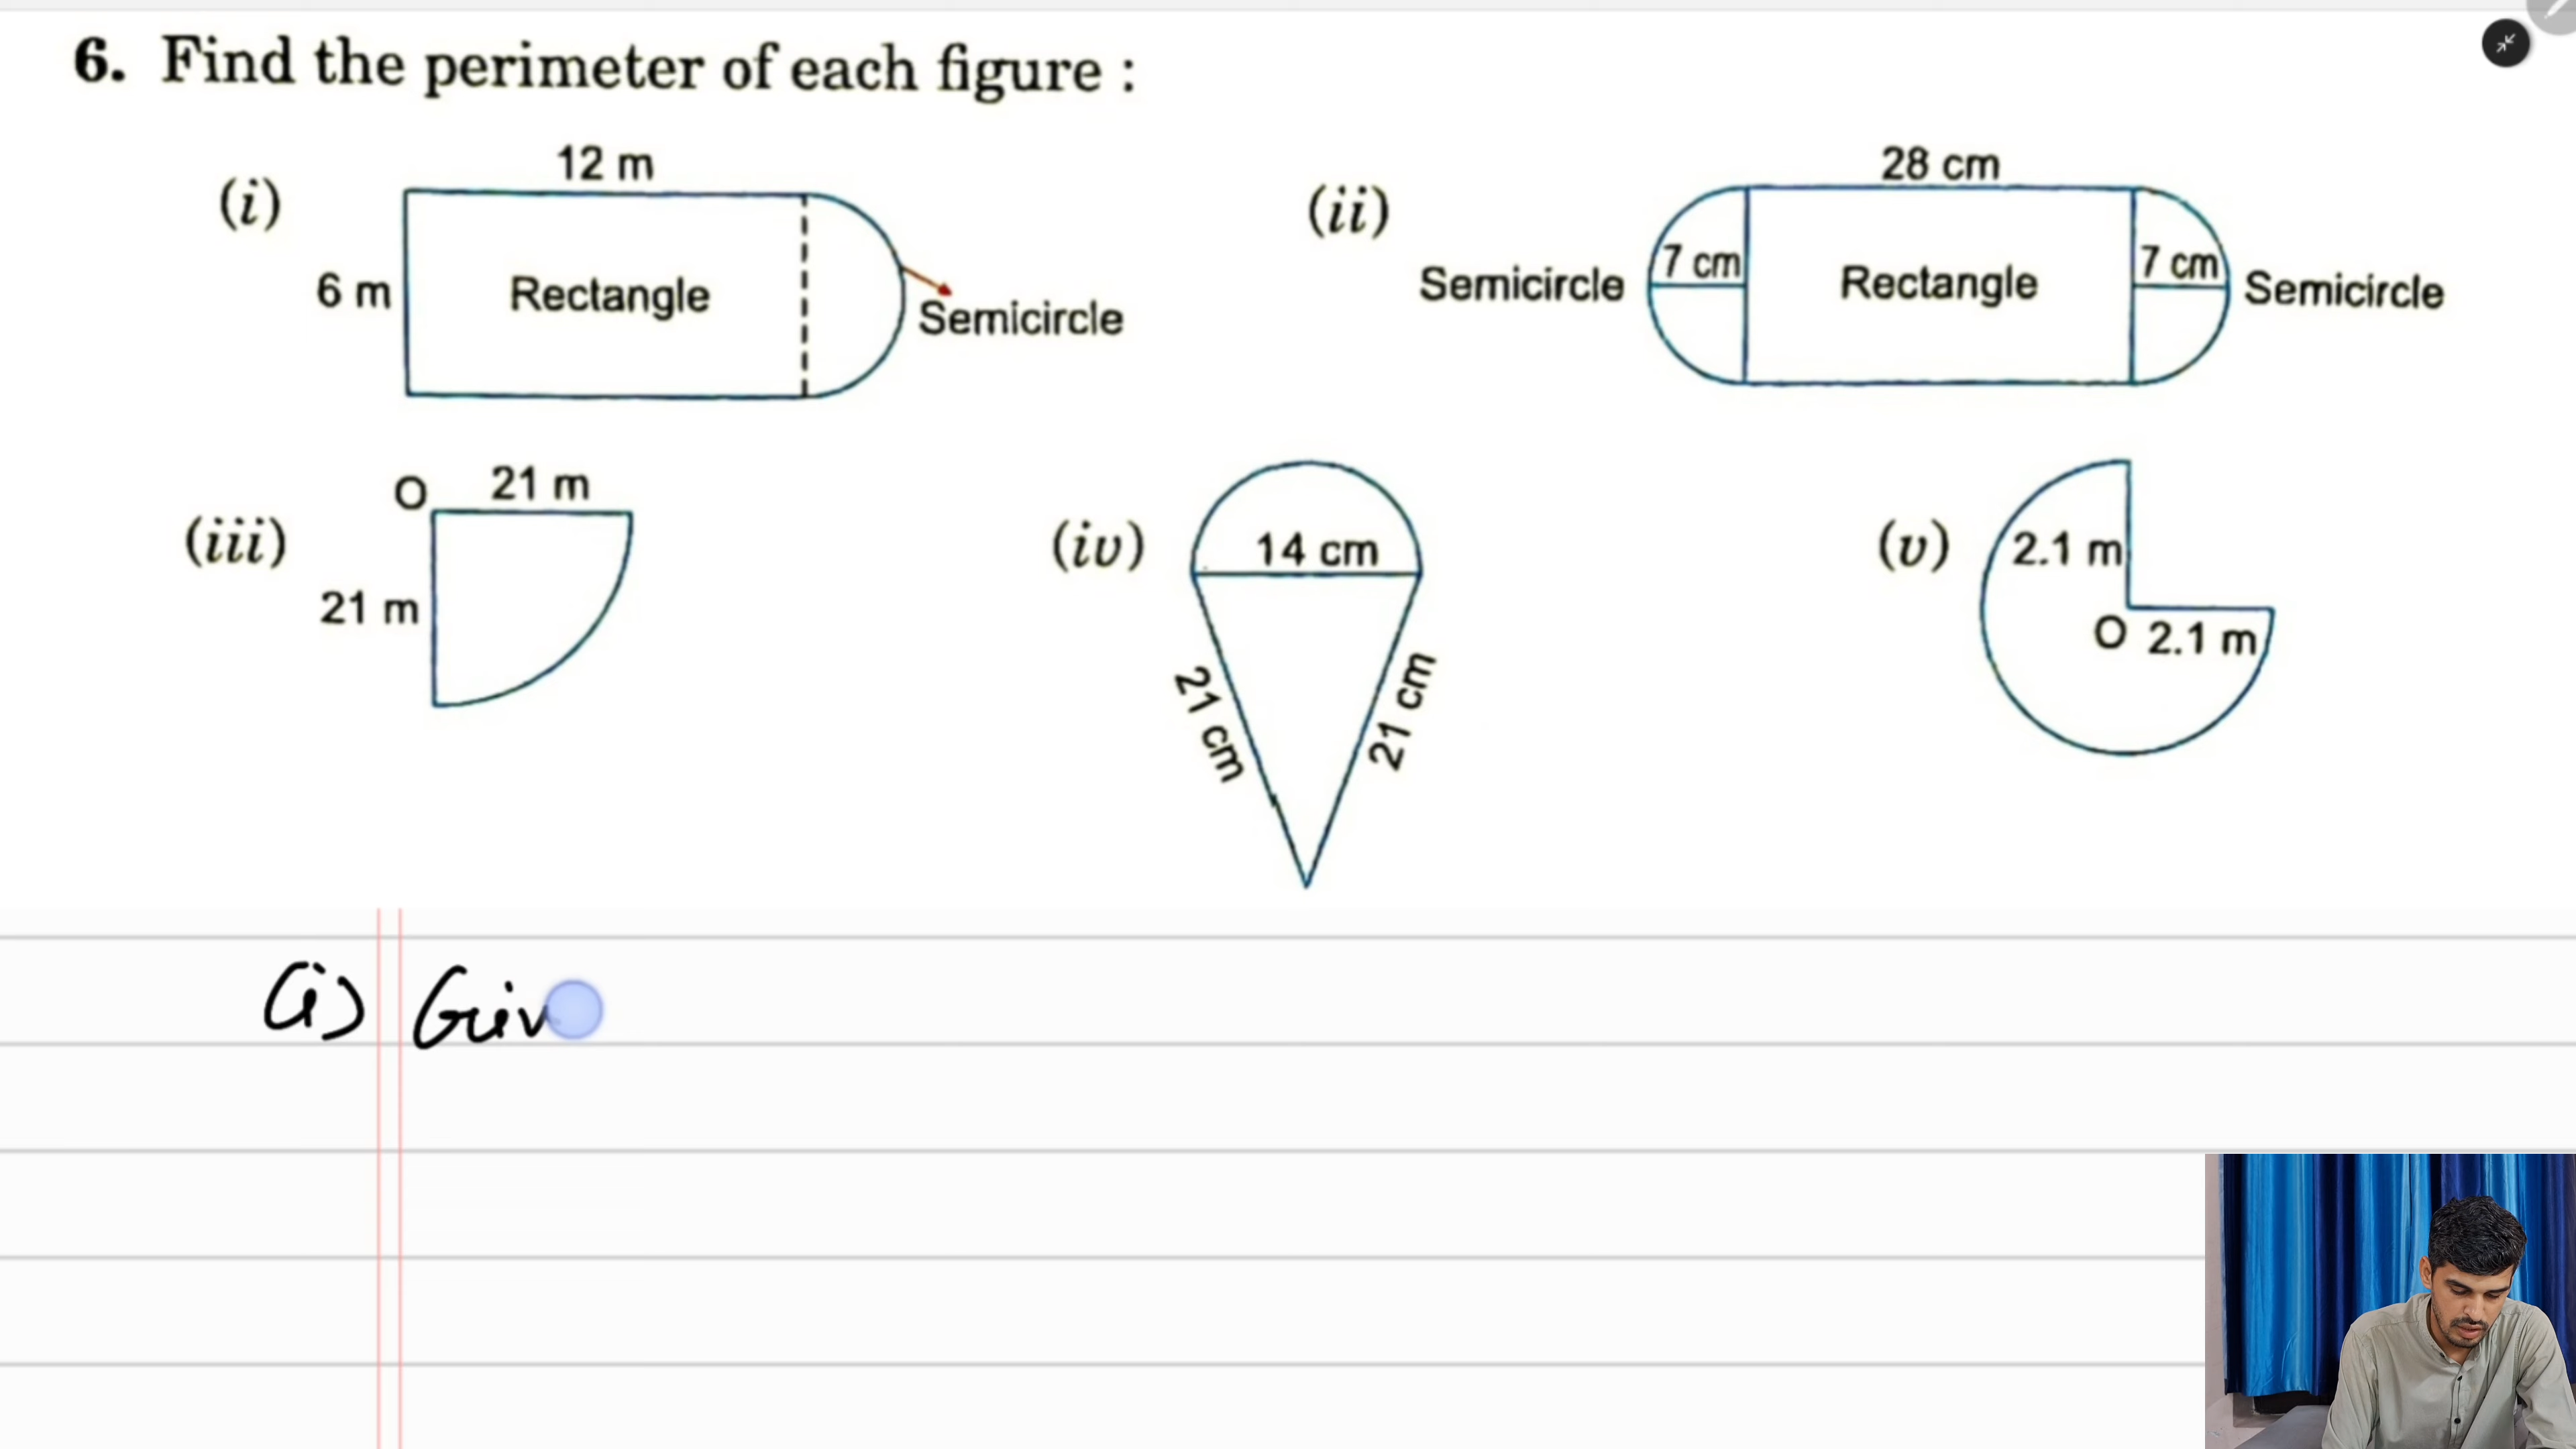 6. Find the perimeter of each figure :
(i)
12 m
6 m
Rectangle
Semicircle
(ii)
28 cm
Semicircle
7 cm
Rectangle
7 cm
Semicircle
(iii)
O
21 m
21 m
(iv)
14 cm
21 cm
21 cm
(v)
2.1 m
O
2.1 m
(i) Giv